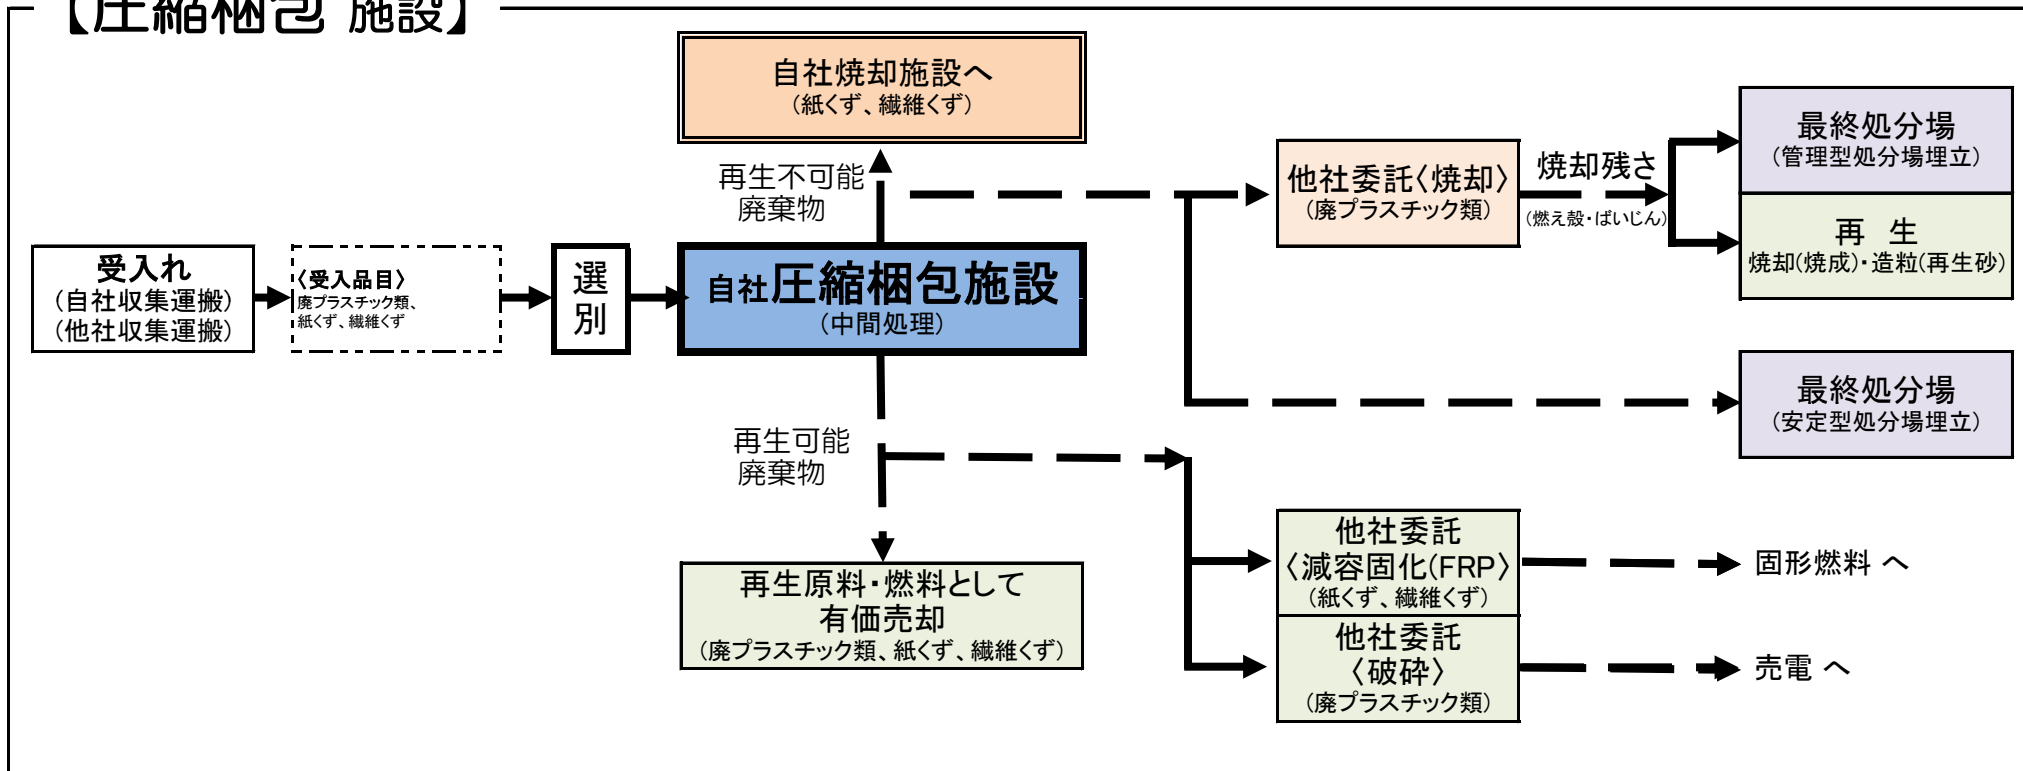 【圧縮梱包 施設】
自社焼却施設へ
（紙くず、繊維くず）
再生不可能
廃棄物
他社委託〈焼却〉
（廃プラスチック類）
焼却残さ
（燃え殻・ばいじん）
最終処分場
（管理型処分場埋立）
再 生
焼却(焼成)・造粒(再生砂)
受入れ
（自社収集運搬）
（他社収集運搬）
〈受入品目〉
廃プラスチック類、
紙くず、繊維くず
選
別
自社圧縮梱包施設
（中間処理）
最終処分場
（安定型処分場埋立）
再生可能
廃棄物
再生原料・燃料として
有価売却
（廃プラスチック類、紙くず、繊維くず）
他社委託
〈減容固化(FRP〉
（紙くず、繊維くず）
固形燃料 へ
他社委託
〈破砕〉
（廃プラスチック類）
売電 へ